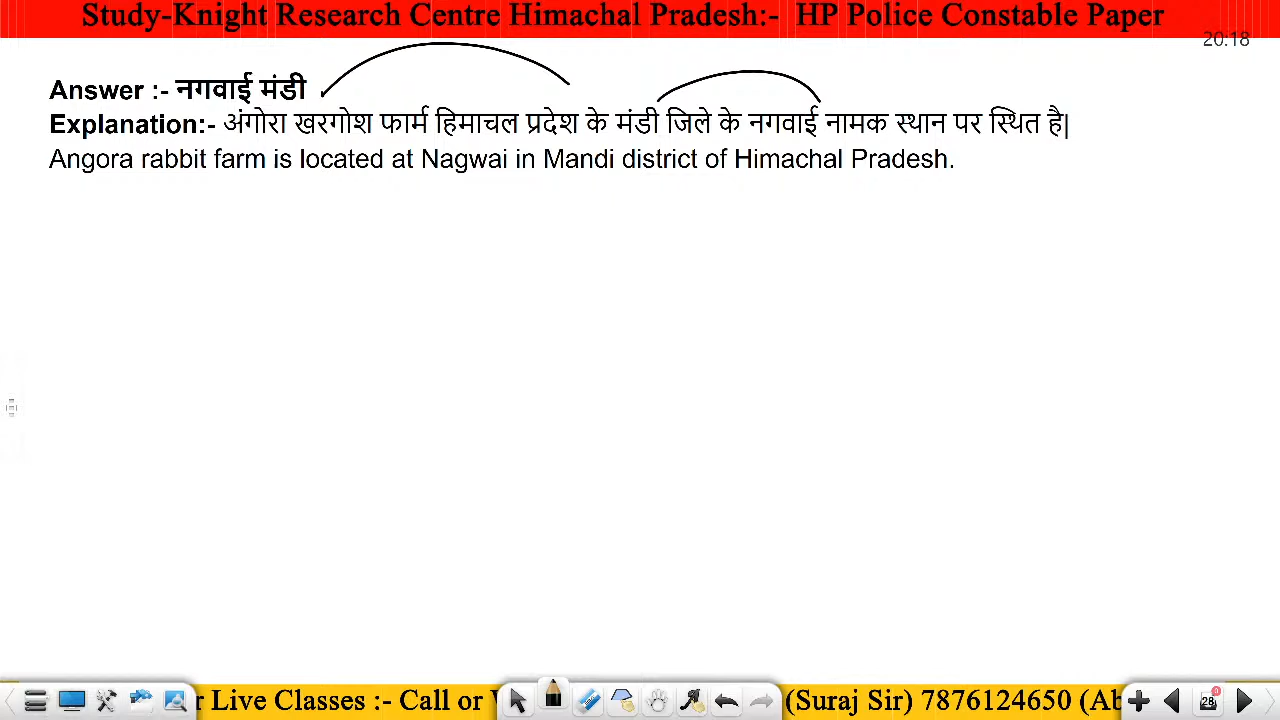 Study-Knight Research Centre Himachal Pradesh:- HP Police Constable Paper
20:18
Answer :- नगवाई मंडी
Explanation:- अंगोरा खरगोश फार्म हिमाचल प्रदेश के मंडी जिले के नगवाई नामक स्थान पर स्थित है|
Angora rabbit farm is located at Nagwai in Mandi district of Himachal Pradesh.
Live Classes :- Call or (Suraj Sir) 7876124650
28